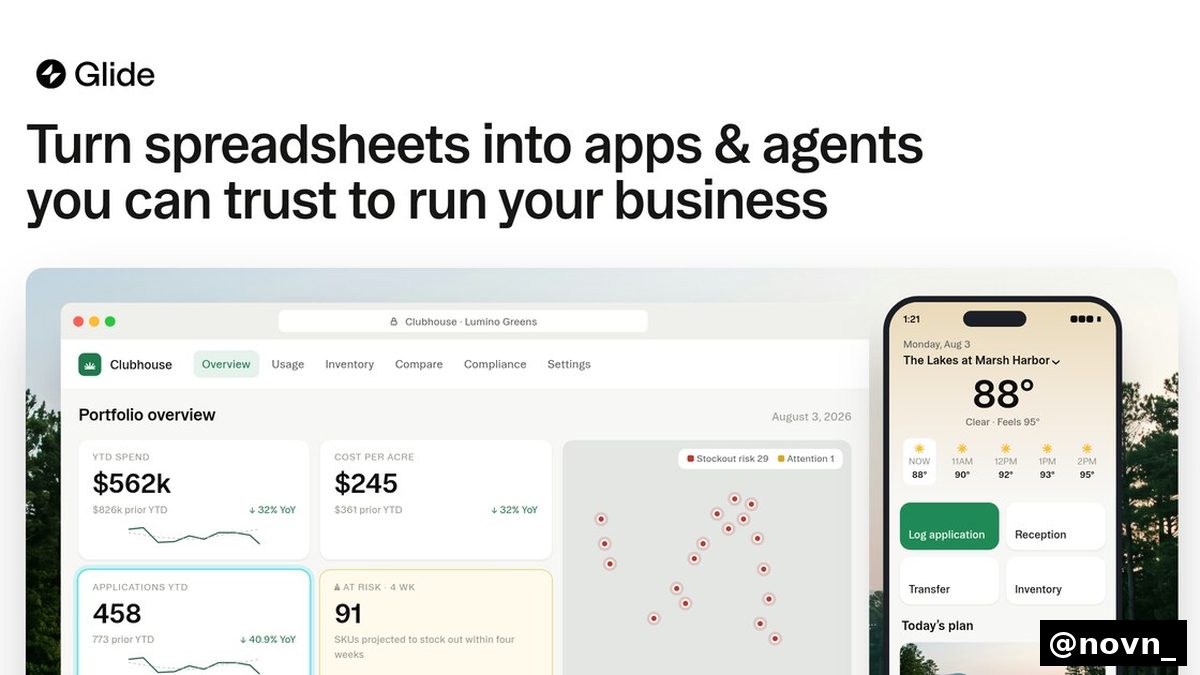 Glide
Turn spreadsheets into apps & agents
you can trust to run your business
Clubhouse · Lumino Greens
Clubhouse
Overview
Usage
Inventory
Compare
Compliance
Settings
Portfolio overview
August 3, 2026
YTD SPEND
$562k
$826k prior YTD
↓ 32% YoY
COST PER ACRE
$245
$361 prior YTD
↓ 32% YoY
Stockout risk 29
Attention 1
APPLICATIONS YTD
458
773 prior YTD
↓ 40.9% YoY
AT RISK · 4 WK
91
SKUs projected to stock out within four
weeks
1:21
Monday, Aug 3
The Lakes at Marsh Harbor
88°
Clear · Feels 95°
NOW
88°
11AM
90°
12PM
92°
1PM
93°
2PM
95°
Log application
Reception
Transfer
Inventory
Today's plan
@novn_